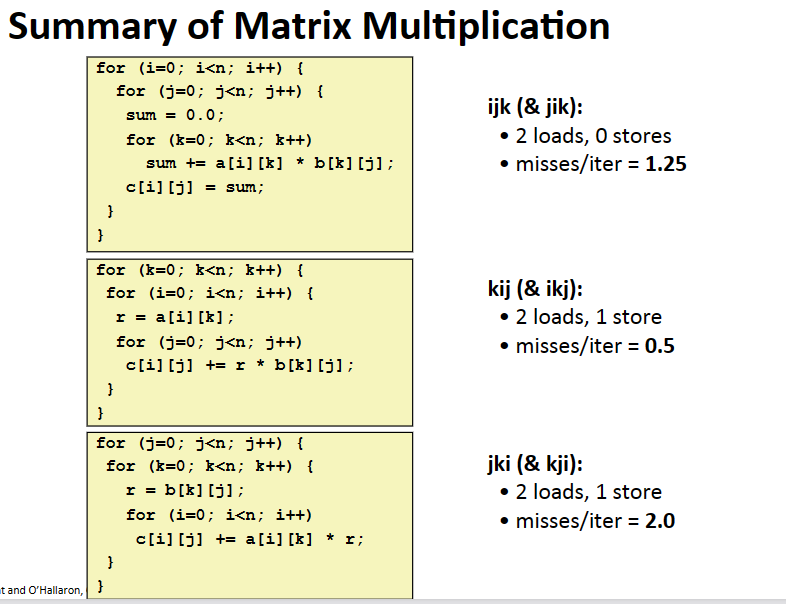 Summary of Matrix Multiplication
for (i=0; i<n; i++) {
for (j=0; j<n; j++) {
sum = 0.0;
for (k=0; k<n; k++)
sum += a[i][k] * b[k][j];
c[i][j] = sum;
}
}
ijk (& jik):
• 2 loads, 0 stores
• misses/iter = 1.25
for (k=0; k<n; k++) {
for (i=0; i<n; i++) {
r = a[i][k];
for (j=0; j<n; j++)
c[i][j] += r * b[k][j];
}
}
kij (& ikj):
• 2 loads, 1 store
• misses/iter = 0.5
for (j=0; j<n; j++) {
for (k=0; k<n; k++) {
r = b[k][j];
for (i=0; i<n; i++)
c[i][j] += a[i][k] * r;
}
}
jki (& kji):
• 2 loads, 1 store
• misses/iter = 2.0
and O'Hallaron,